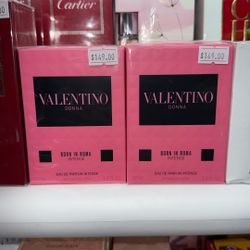 Cartier
$149.00
$149.00
VALENTINO
DONNA
BORN IN ROMA
INTENSE
EAU DE PARFUM INTENSE
VALENTINO
DONNA
BORN IN ROMA
INTENSE
EAU DE PARFUM INTENSE